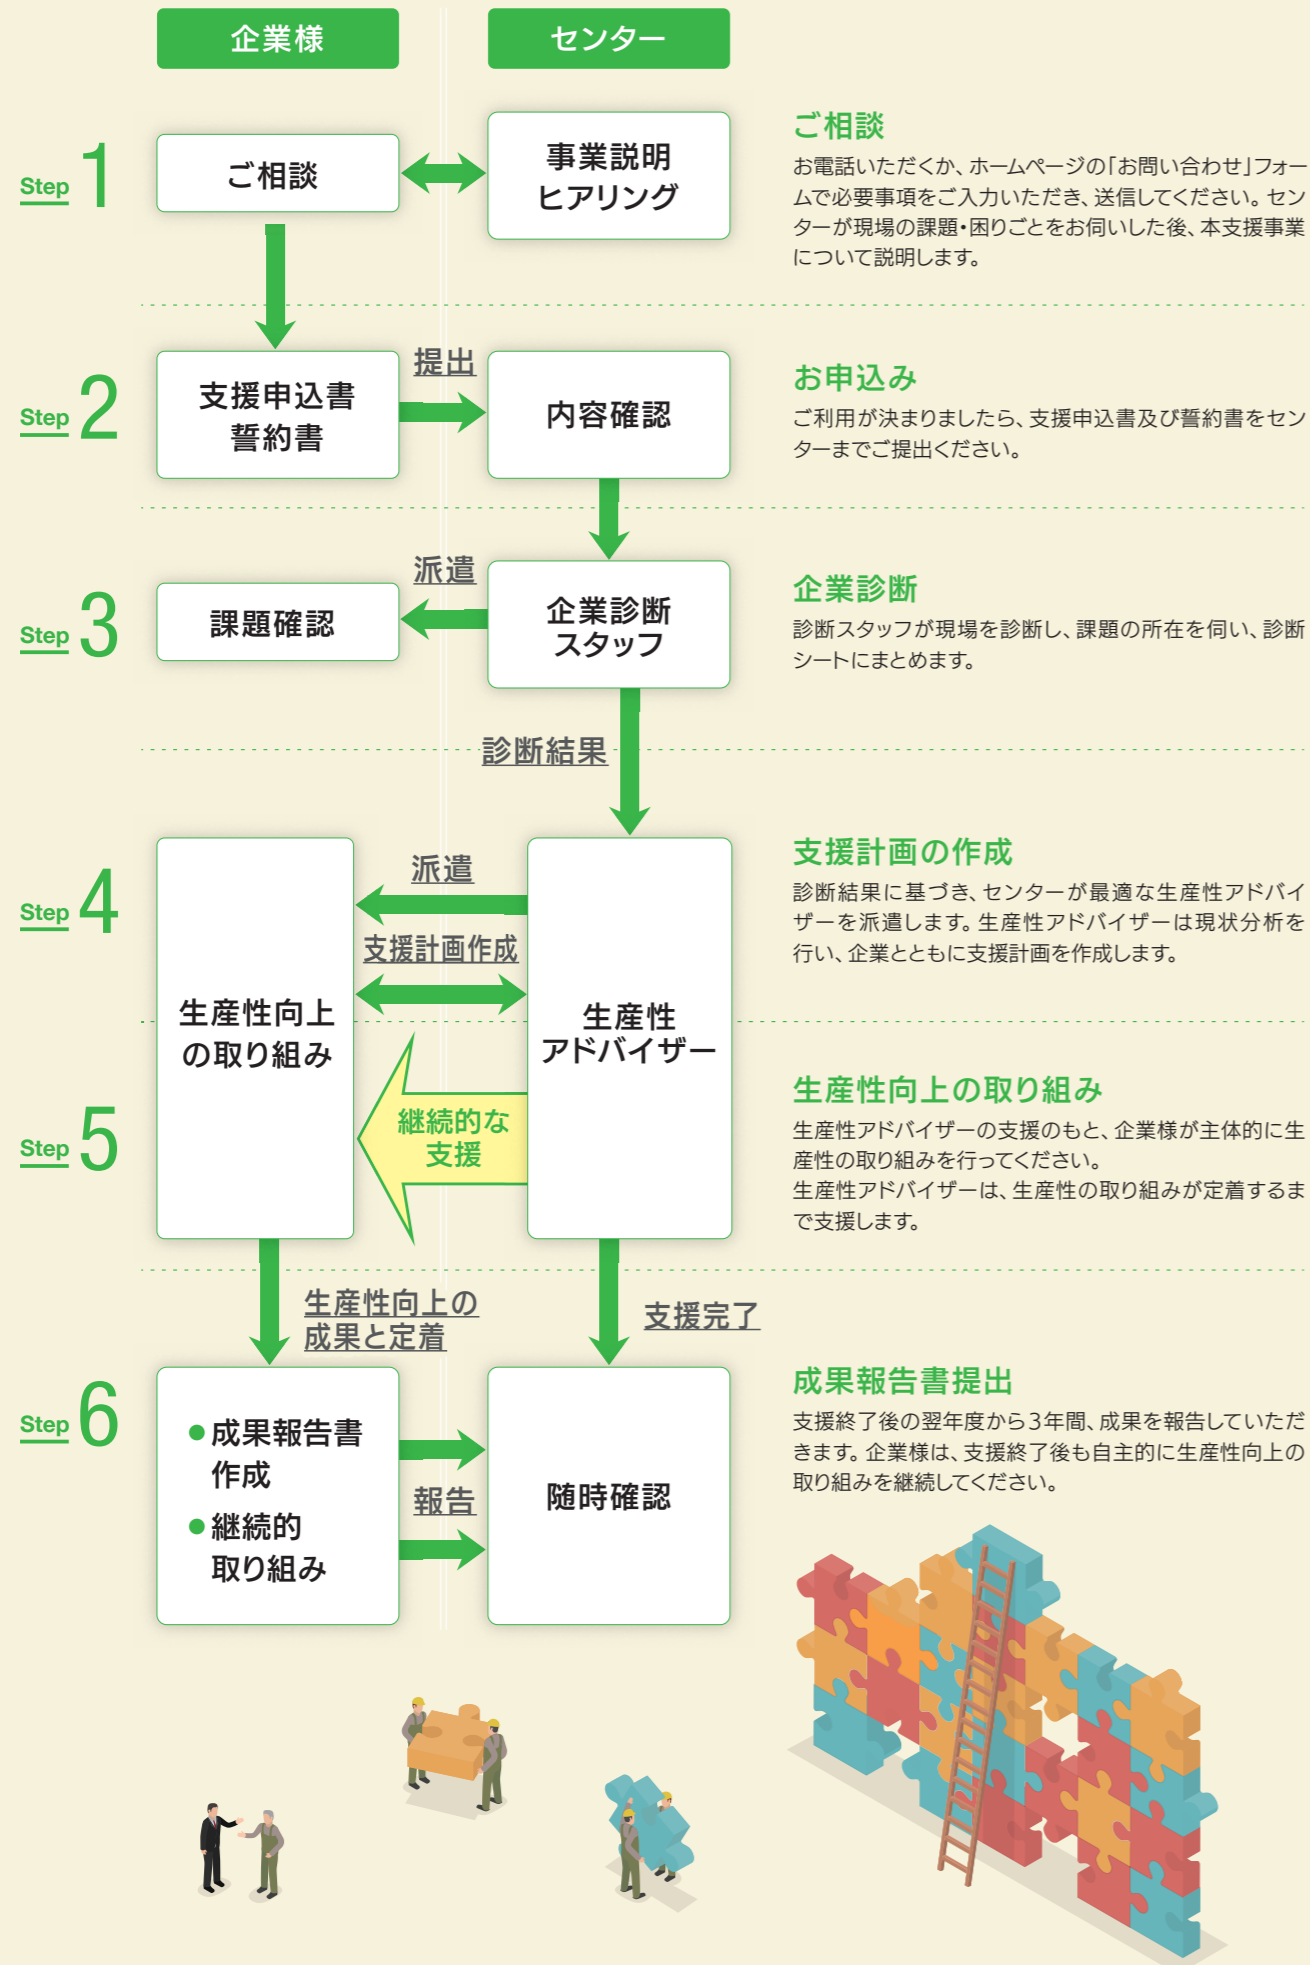 企業様
センター
Step 1
ご相談
事業説明
ヒアリング
ご相談
お電話いただくか、ホームページの「お問い合わせ」フォー
ムで必要事項をご入力いただき、送信してください。セン
ターが現場の課題・困りごとをお伺いした後、本支援事業
について説明します。
Step 2
支援申込書
誓約書
提出
内容確認
お申込み
ご利用が決まりましたら、支援申込書及び誓約書をセン
ターまでご提出ください。
Step 3
課題確認
派遣
企業診断
スタッフ
企業診断
診断スタッフが現場を診断し、課題の所在を伺い、診断
シートにまとめます。
診断結果
Step 4
派遣
支援計画作成
生産性向上
の取り組み
生産性
アドバイザー
支援計画の作成
診断結果に基づき、センターが最適な生産性アドバイ
ザーを派遣します。生産性アドバイザーは現状分析を
行い、企業とともに支援計画を作成します。
Step 5
継続的な
支援
生産性向上の取り組み
生産性アドバイザーの支援のもと、企業様が主体的に生
産性の取り組みを行ってください。
生産性アドバイザーは、生産性の取り組みが定着するま
で支援します。
生産性向上の
成果と定着
支援完了
Step 6
●成果報告書
作成
●継続的
取り組み
報告
随時確認
成果報告書提出
支援終了後の翌年度から3年間、成果を報告していただ
きます。企業様は、支援終了後も自主的に生産性向上の
取り組みを継続してください。